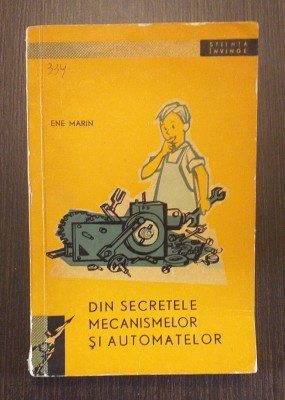 ȘTIINȚA
ÎNVINGE
334
ENE MARIN
DIN SECRETELE
MECANISMELOR
ȘI AUTOMATELOR